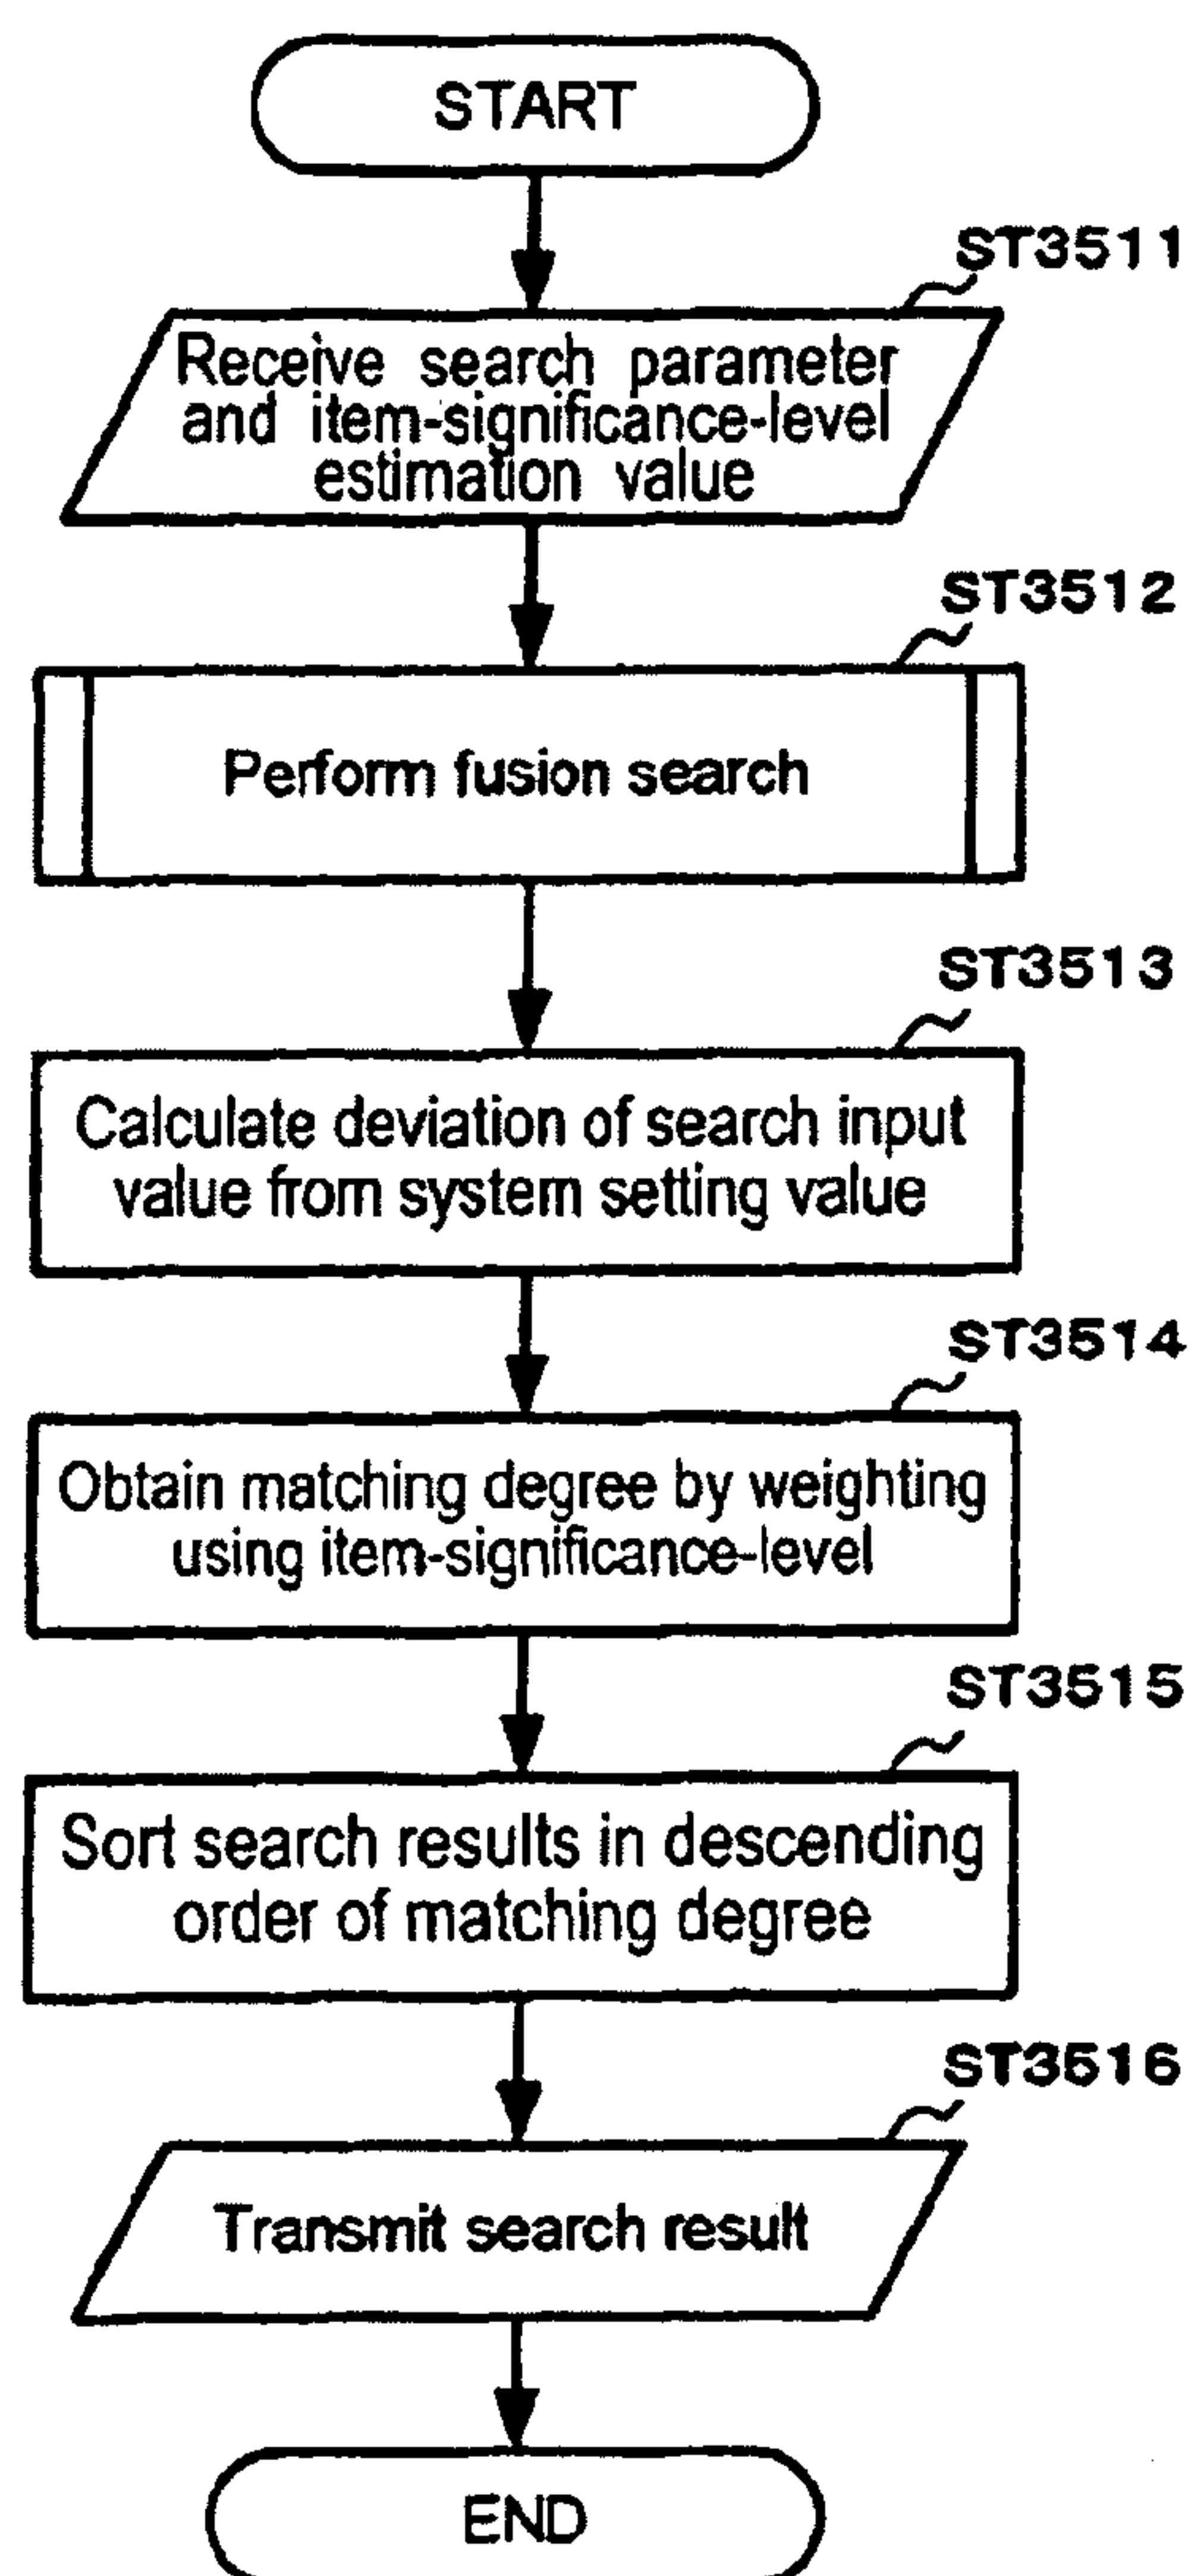 START
ST3511
Receive search parameter
and item-significance-level
estimation value
ST3512
Perform fusion search
ST3513
Calculate deviation of search input
value from system setting value
ST3514
Obtain matching degree by weighting
using item-significance-level
ST3515
Sort search results in descending
order of matching degree
ST3516
Transmit search result
END